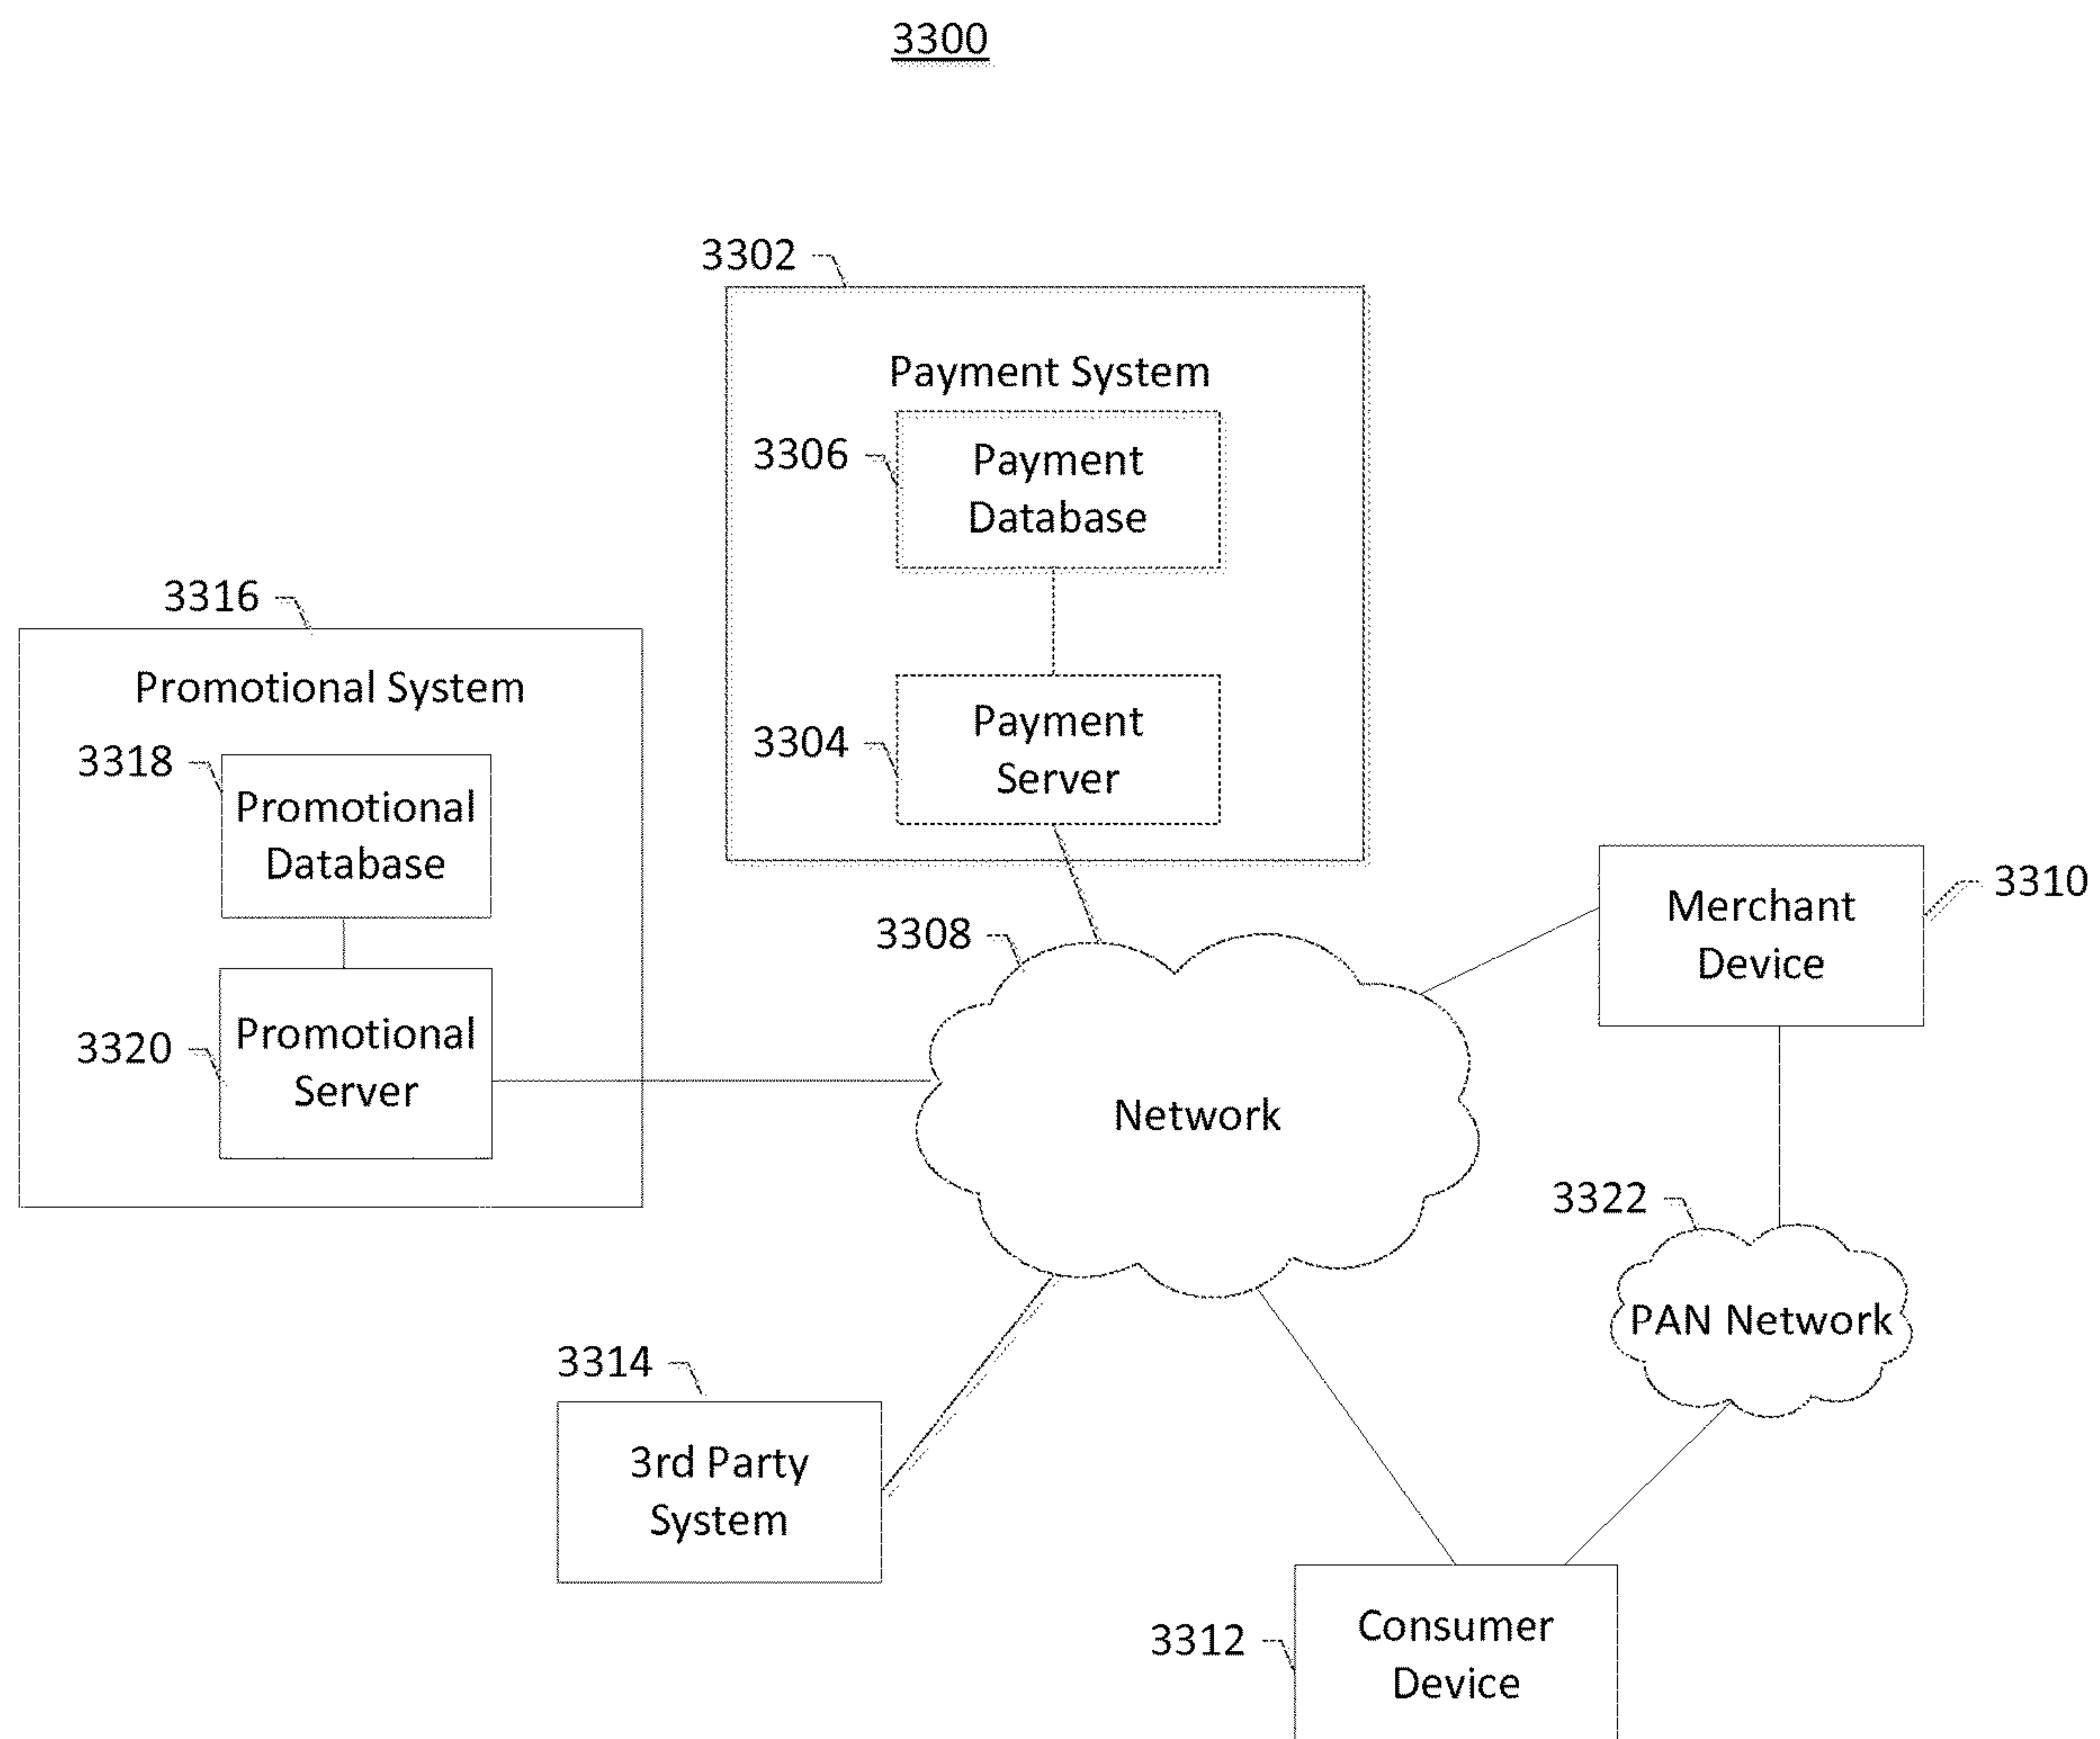 3300
3302
Payment System
3306
Payment
Database
3304
Payment
Server
3316
Promotional System
3318
Promotional
Database
3320
Promotional
Server
3308
Network
Merchant
Device
3310
3322
PAN Network
3314
3rd Party
System
3312
Consumer
Device